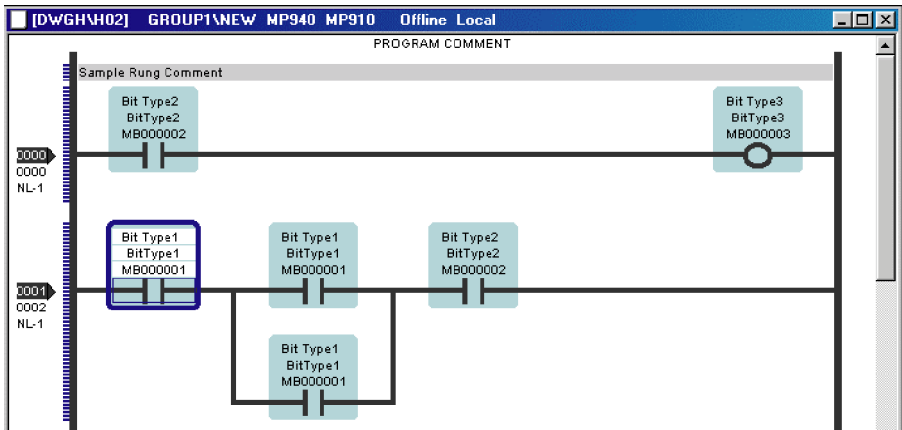 [DWGH\H02] GROUP1\NEW MP940 MP910 Offline Local
PROGRAM COMMENT
Sample Rung Comment
Bit Type2
BitType2
MB000002
Bit Type3
BitType3
MB000003
0000
0000
NL-1
Bit Type1
BitType1
MB000001
Bit Type1
BitType1
MB000001
Bit Type2
BitType2
MB000002
0001
0002
NL-1
Bit Type1
BitType1
MB000001